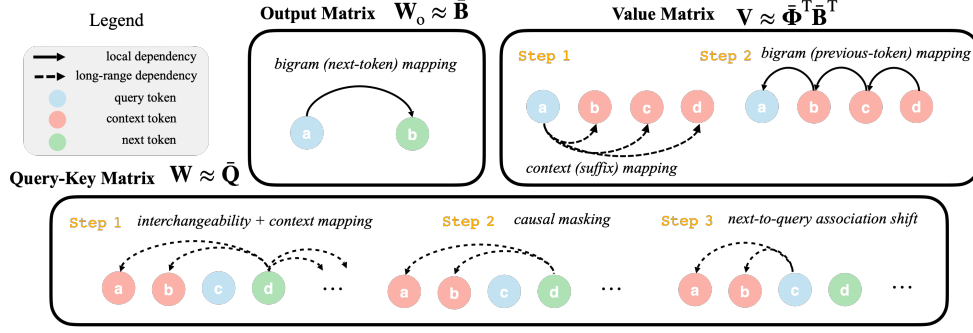 Legend
local dependency
long-range dependency
query token
context token
next token
Output Matrix W_o ≈ B̄
bigram (next-token) mapping
a b
Value Matrix V ≈ Φ̄^T B̄^T
Step 1
a b c d
context (suffix) mapping
Step 2 bigram (previous-token) mapping
a b c d
Query-Key Matrix W ≈ Q̄
Step 1 interchangeability + context mapping
a b c d ...
Step 2 causal masking
a b c d ...
Step 3 next-to-query association shift
a b c d ...